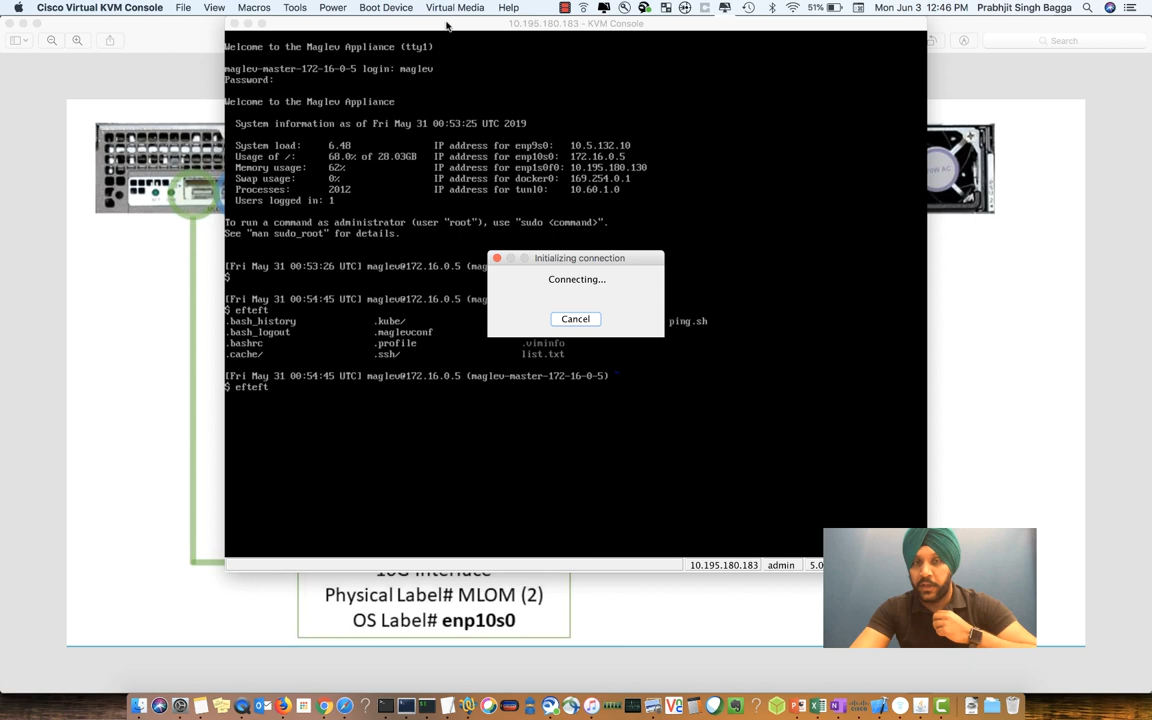 Cisco Virtual KVM Console File View Macros Tools Power Boot Device Virtual Media Help 51% Mon Jun 3 12:46 PM Prabhjit Singh Bagga
10.195.180.183 - KVM Console
Search
Welcome to the Maglev Appliance (tty1)
maglev-master-172-16-0-5 login: maglev
Password:
Welcome to the Maglev Appliance
System information as of Fri May 31 00:53:25 UTC 2019
System load: 6.48 IP address for enp9s0: 10.5.132.10
Usage of /: 68.0% of 28.03GB IP address for enp10s0: 172.16.0.5
Memory usage: 62% IP address for enp1s0f0: 10.195.180.130
Swap usage: 0% IP address for docker0: 169.254.0.1
Processes: 2012 IP address for tunl0: 10.60.1.0
Users logged in: 1
To run a command as administrator (user "root"), use "sudo <command>".
See "man sudo_root" for details.
[Fri May 31 00:53:26 UTC] maglev@172.16.0.5 (mag
$
[Fri May 31 00:54:45 UTC] maglev@172.16.0.5 (mag
$ efteft
.bash_history .kube/ ping.sh
.bash_logout .maglevconf
.bashrc .profile .viminfo
.cache/ .ssh/ list.txt
[Fri May 31 00:54:45 UTC] maglev@172.16.0.5 (maglev-master-172-16-0-5)
$ efteft
Initializing connection
Connecting...
Cancel
10.195.180.183 admin 5.0
10G Interface
Physical Label# MLOM (2)
OS Label# enp10s0